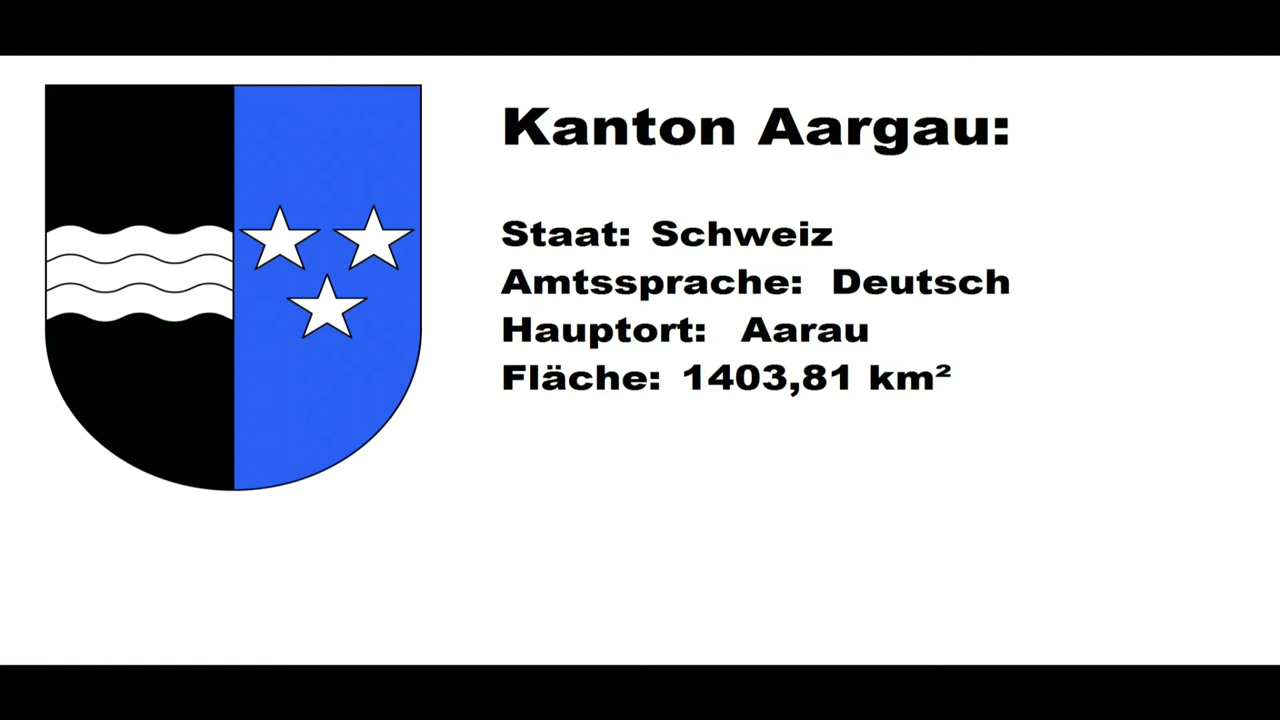 Kanton Aargau:
Staat: Schweiz
Amtssprache: Deutsch
Hauptort: Aarau
Fläche: 1403,81 km²